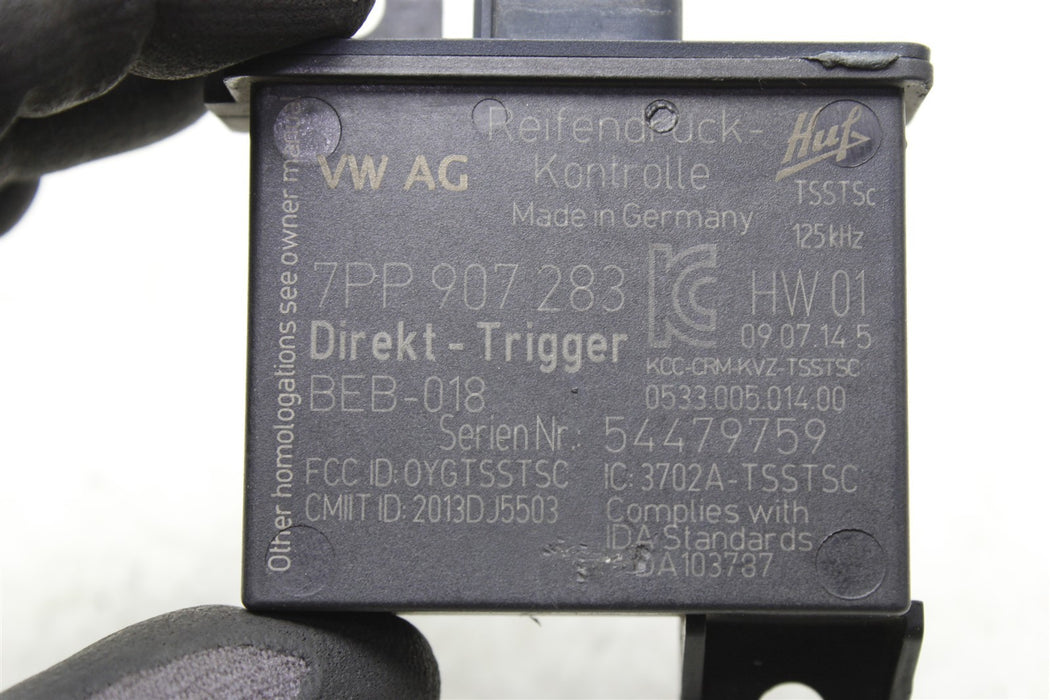 Reifendruck-
Kontrolle
Made in Germany
VW AG
Huf
TSSTSc
125kHz
7PP 907 283
KC
HW 01
09.07.14 5
Direkt - Trigger
KCC-CRM-KVZ-TSSTSC
BEB-018
0533.005.014.00
Serien Nr.: 54479759
FCC ID: OYGTSSTSC
IC: 3702A-TSSTSC
CMIIT ID: 2013DJ5503
Complies with
IDA Standards
DA103787
Other homologations see owner